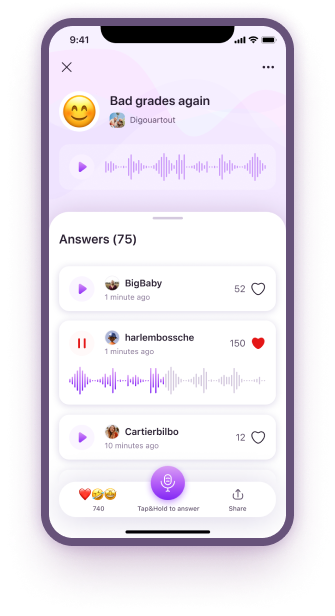 9:41
Bad grades again
Digouartout
Answers (75)
BigBaby
1 minute ago
52
harlembossche
1 minutes ago
150
Cartierbilbo
10 minutes ago
12
740
Tap&Hold to answer
Share